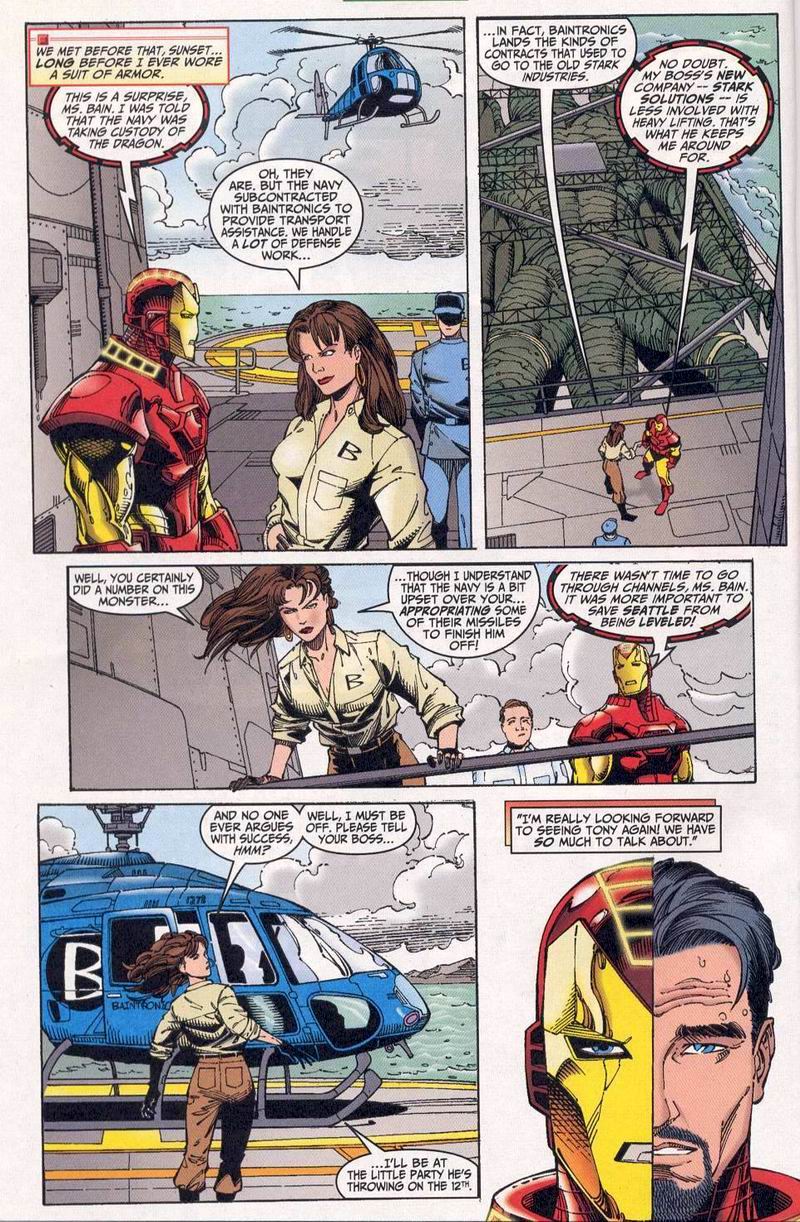 WE MET BEFORE THAT, SUNSET...
LONG BEFORE I EVER WORE
A SUIT OF ARMOR.
THIS IS A SURPRISE,
MS. BAIN. I WAS TOLD
THAT THE NAVY WAS
TAKING CUSTODY OF
THE DRAGON.
OH, THEY
ARE. BUT THE NAVY
SUBCONTRACTED
WITH BAINTRONICS TO
PROVIDE TRANSPORT
ASSISTANCE. WE HANDLE
A LOT OF DEFENSE
WORK...
B
...IN FACT, BAINTRONICS
LANDS THE KINDS OF
CONTRACTS THAT USED TO
GO TO THE OLD STARK
INDUSTRIES.
NO DOUBT.
MY BOSS'S NEW
COMPANY -- STARK
SOLUTIONS -- IS
LESS INVOLVED WITH
HEAVY LIFTING. THAT'S
WHAT HE KEEPS
ME AROUND
FOR.
WELL, YOU CERTAINLY
DID A NUMBER ON THIS
MONSTER...
...THOUGH I UNDERSTAND
THAT THE NAVY IS A BIT
UPSET OVER YOUR...
APPROPRIATING SOME
OF THEIR MISSILES
TO FINISH HIM
OFF!
THERE WASN'T TIME TO GO
THROUGH CHANNELS, MS. BAIN.
IT WAS MORE IMPORTANT TO
SAVE SEATTLE FROM
BEING LEVELED!
B
AND NO ONE
EVER ARGUES
WITH SUCCESS,
HMM?
WELL, I MUST BE
OFF. PLEASE TELL
YOUR BOSS...
1278
B
BAINTRONIC
...I'LL BE AT
THE LITTLE PARTY HE'S
THROWING ON THE 12TH.
"I'M REALLY LOOKING FORWARD
TO SEEING TONY AGAIN! WE HAVE
SO MUCH TO TALK ABOUT."